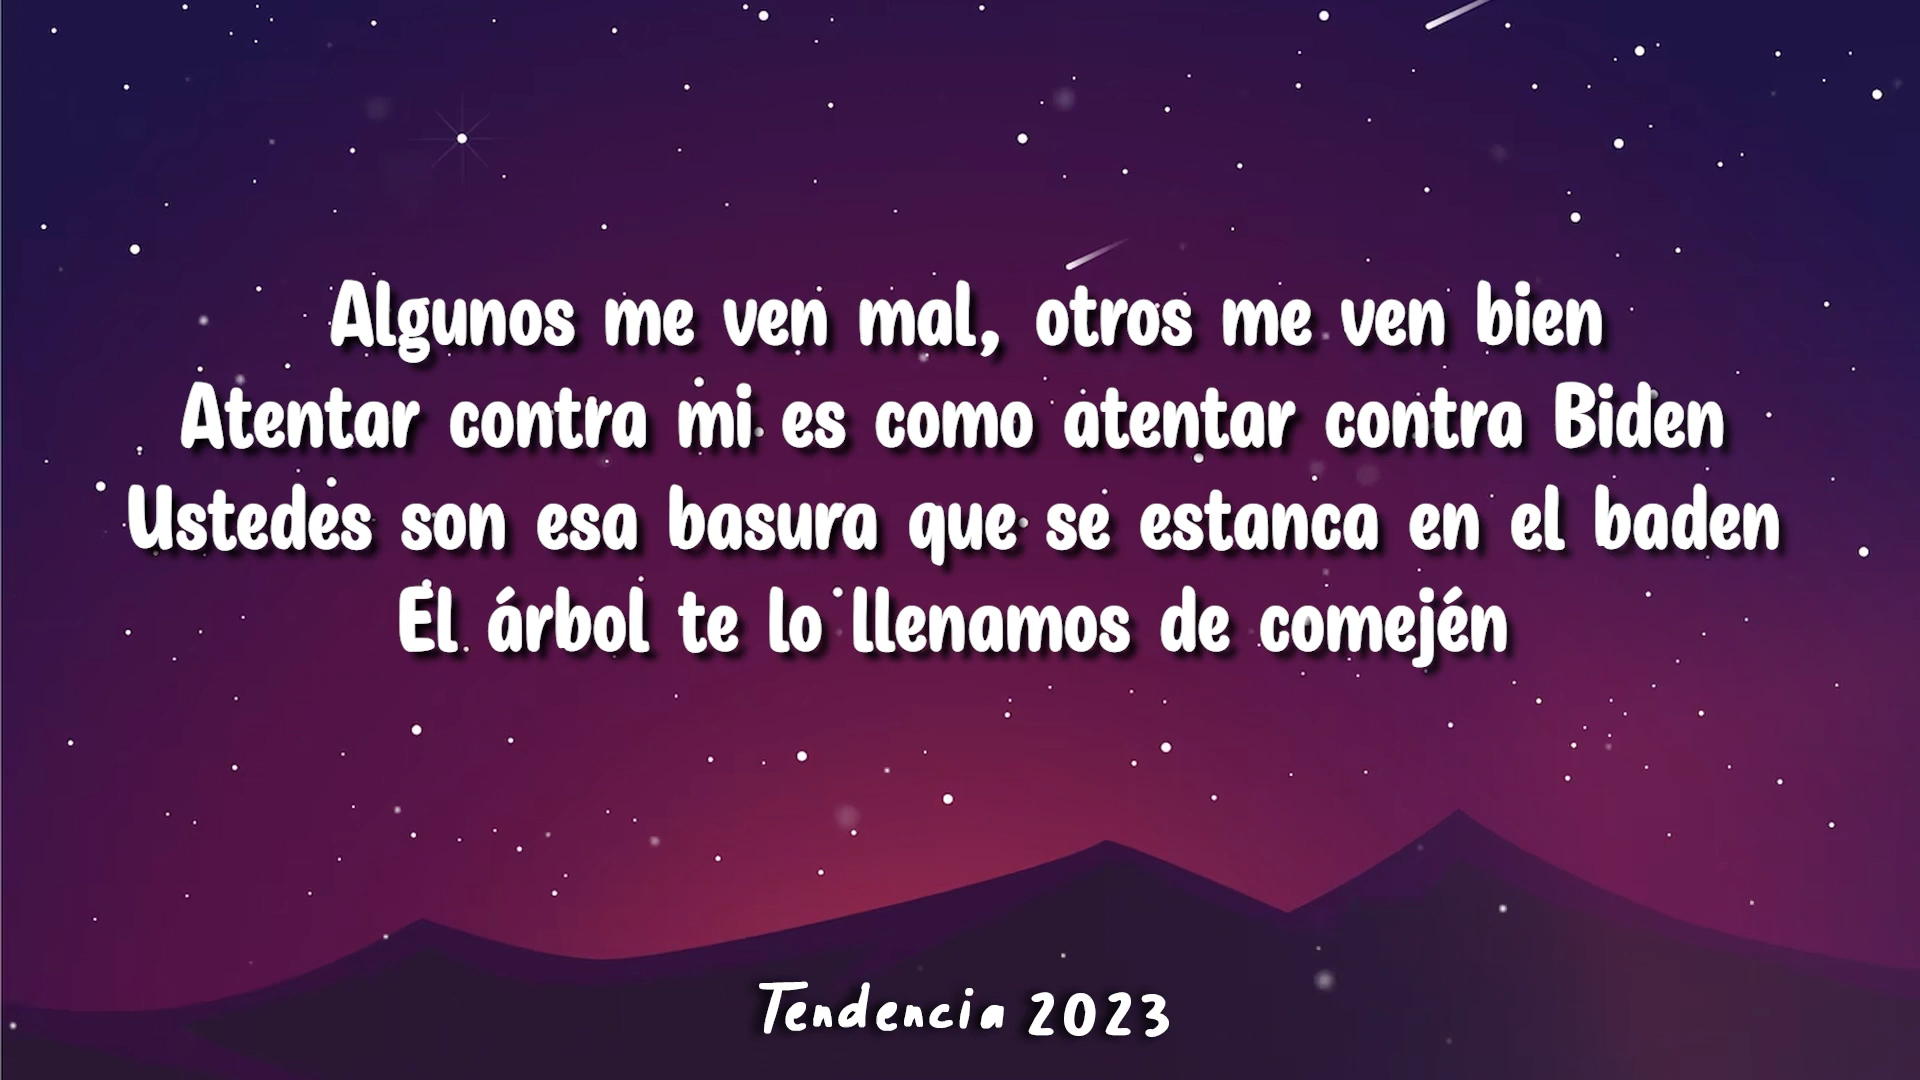 Algunos me ven mal, otros me ven bien
Atentar contra mi es como atentar contra Biden
Ustedes son esa basura que se estanca en el baden
El árbol te lo llenamos de comején
Tendencia 2023